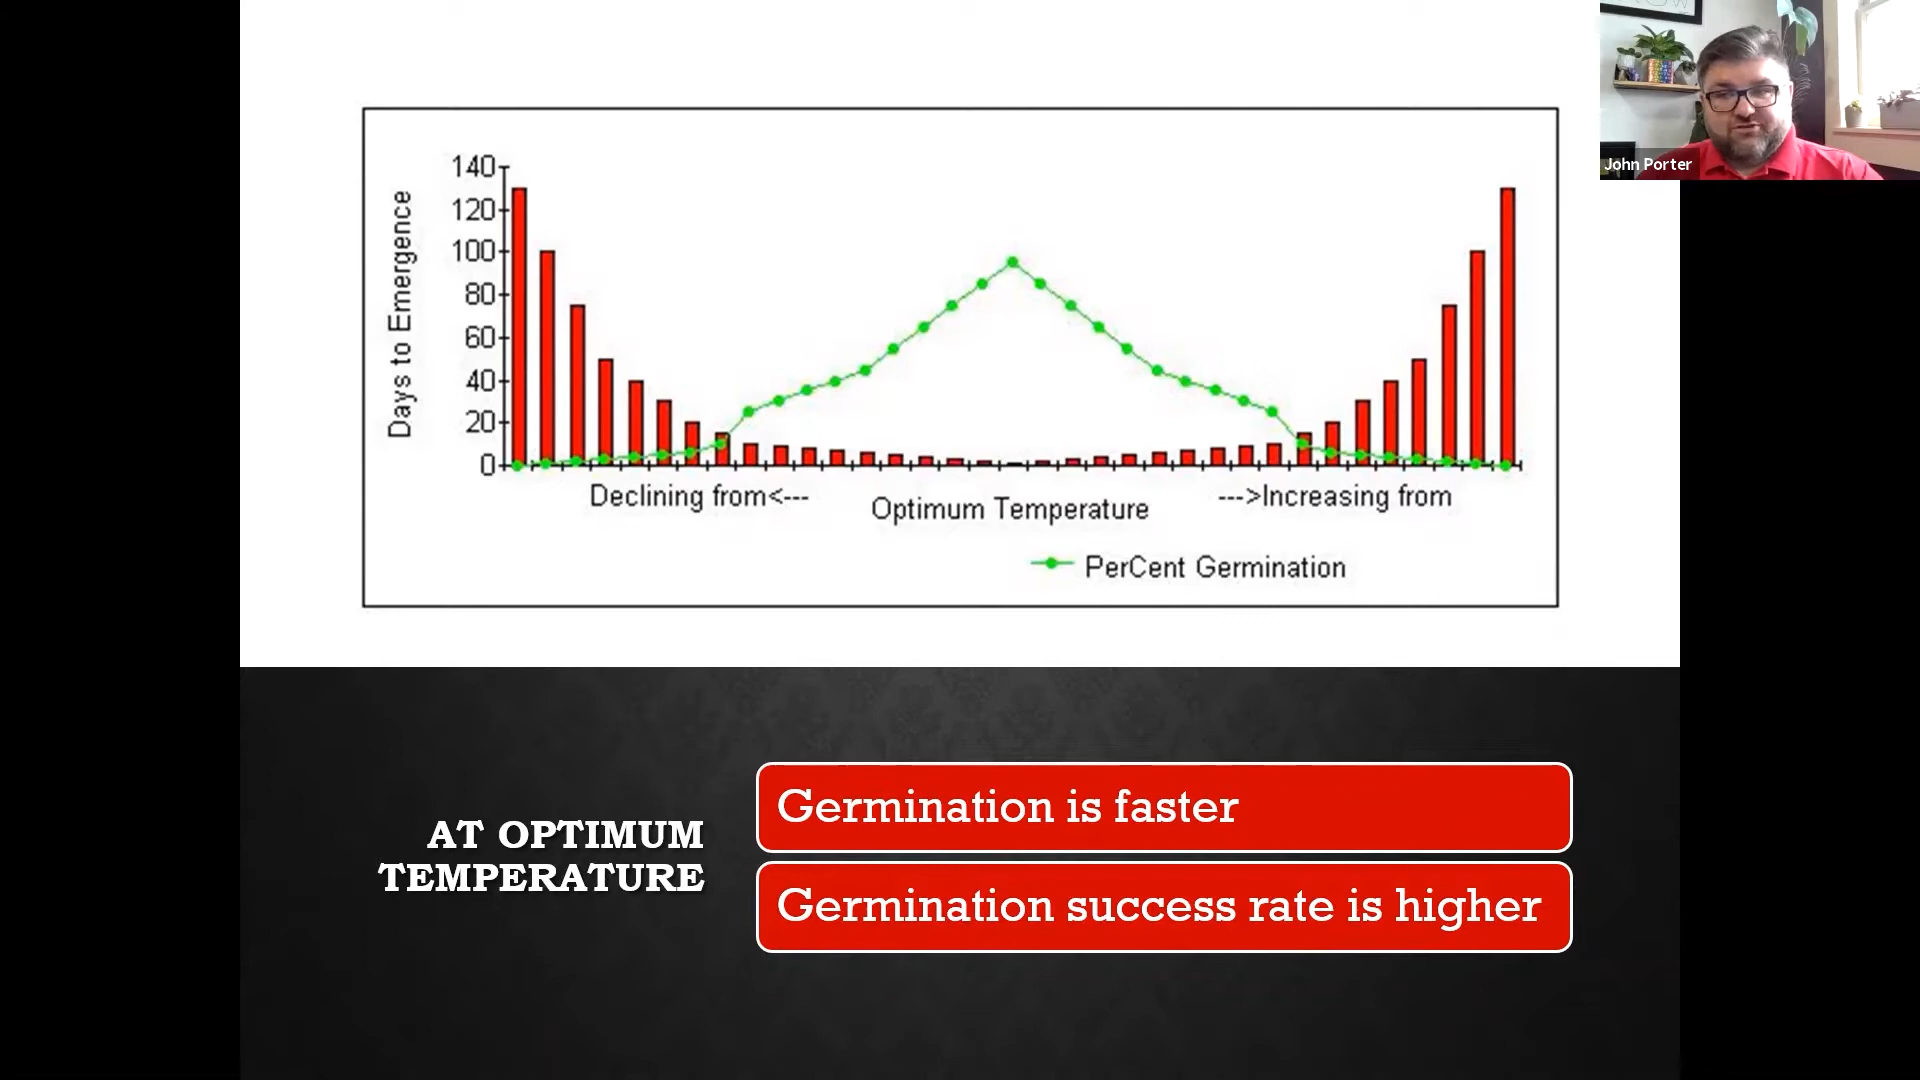 John Porter
Days to Emergence
140
120
100
80
60
40
20
0
Declining from<---
Optimum Temperature
--->Increasing from
PerCent Germination
AT OPTIMUM
TEMPERATURE
Germination is faster
Germination success rate is higher